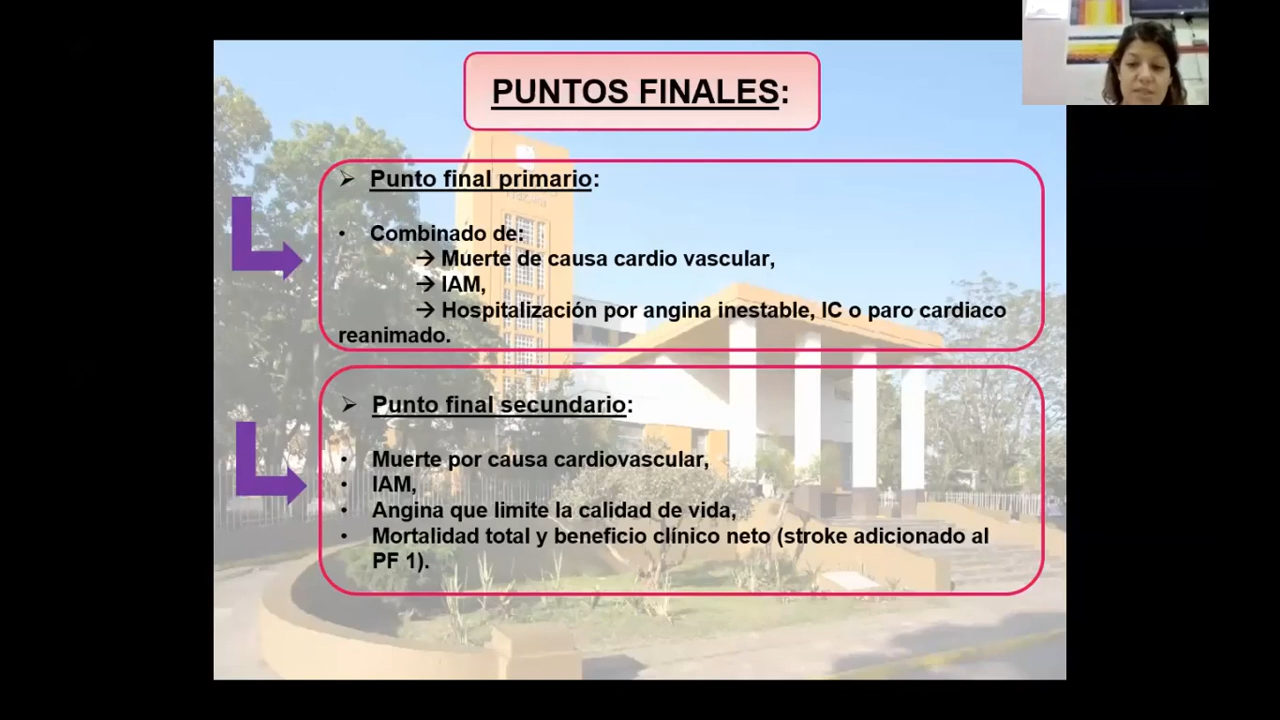 PUNTOS FINALES:
➢ Punto final primario:
• Combinado de:
→ Muerte de causa cardio vascular,
→ IAM,
→ Hospitalización por angina inestable, IC o paro cardiaco
reanimado.
➢ Punto final secundario:
• Muerte por causa cardiovascular,
• IAM,
• Angina que limite la calidad de vida,
• Mortalidad total y beneficio clínico neto (stroke adicionado al
PF 1).